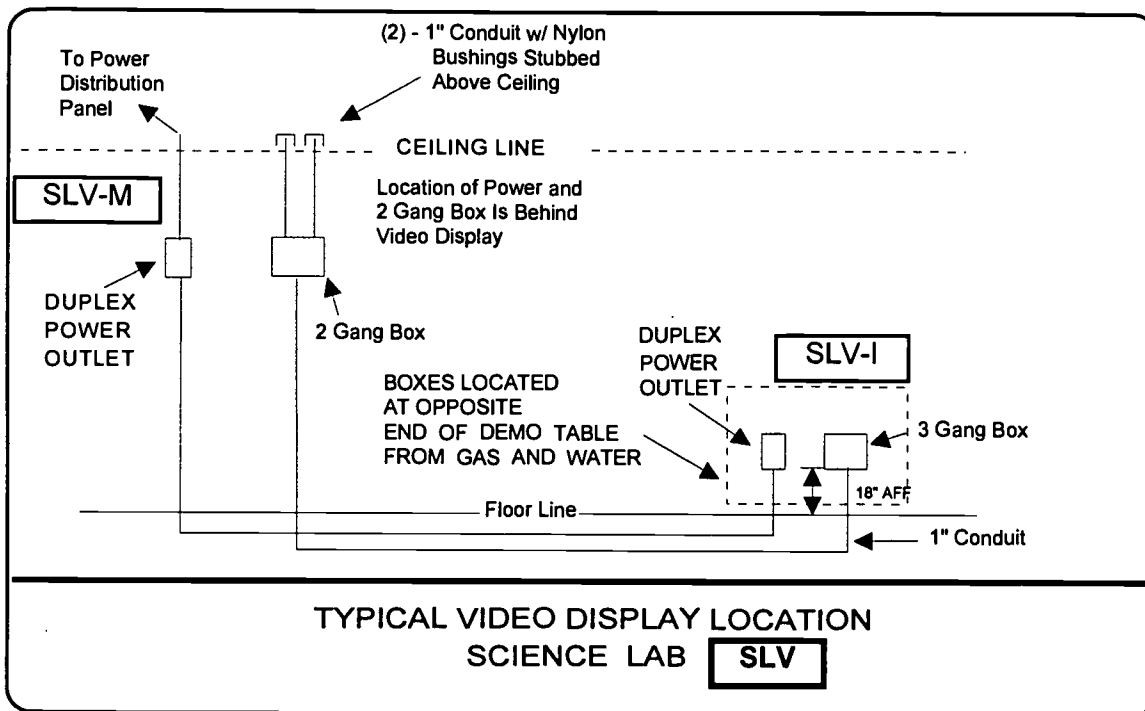 (2) - 1" Conduit w/ Nylon
Bushings Stubbed
Above Ceiling
To Power
Distribution
Panel
CEILING LINE
SLV-M
Location of Power and
2 Gang Box Is Behind
Video Display
DUPLEX
POWER
OUTLET
2 Gang Box
DUPLEX
POWER
OUTLET
SLV-I
BOXES LOCATED
AT OPPOSITE
END OF DEMO TABLE
FROM GAS AND WATER
3 Gang Box
18" AFF
Floor Line
1" Conduit
TYPICAL VIDEO DISPLAY LOCATION
SCIENCE LAB SLV